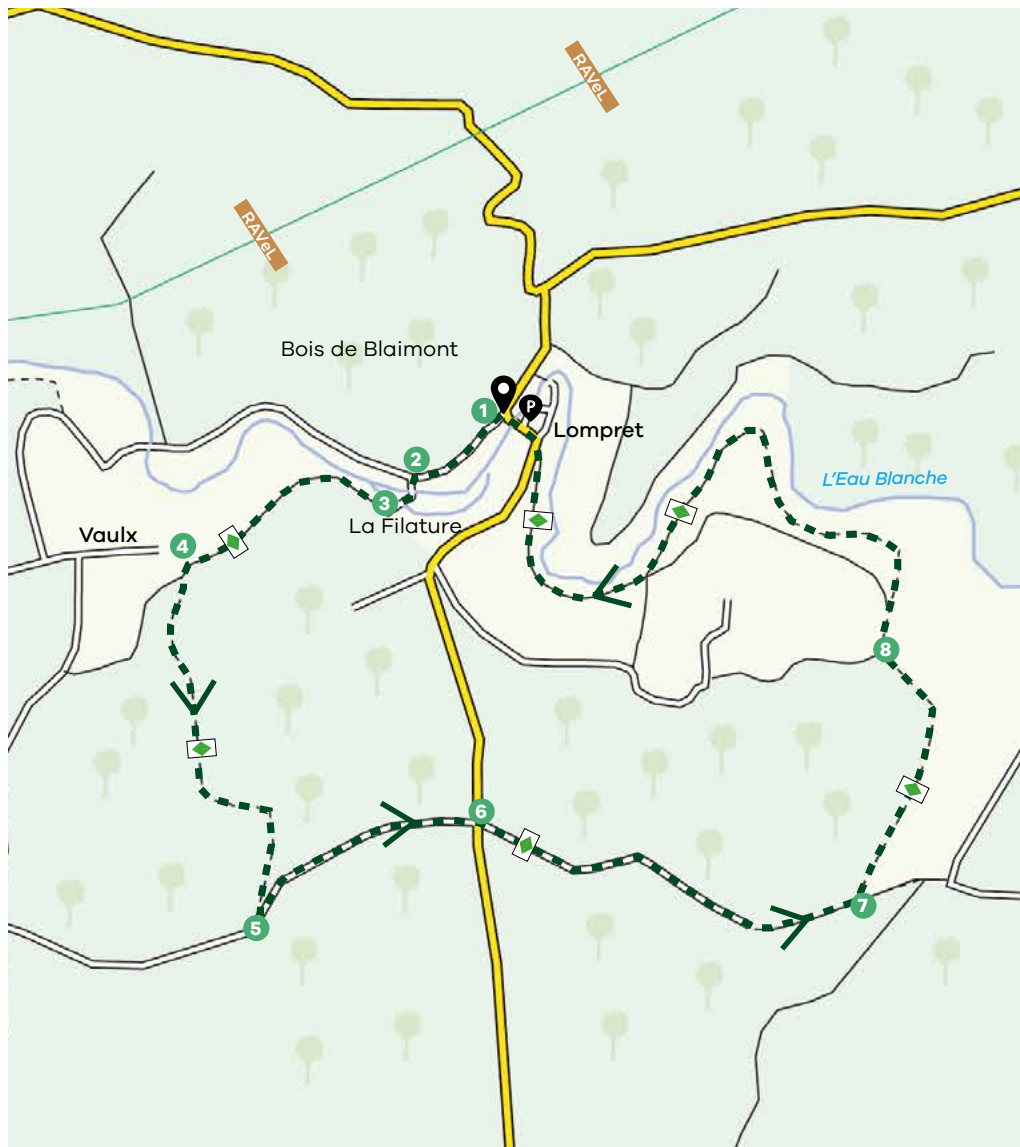 RAVeL
RAVeL
Bois de Blaimont
1
P
Lompret
2
L'Eau Blanche
3
La Filature
Vaulx
4
8
6
7
5